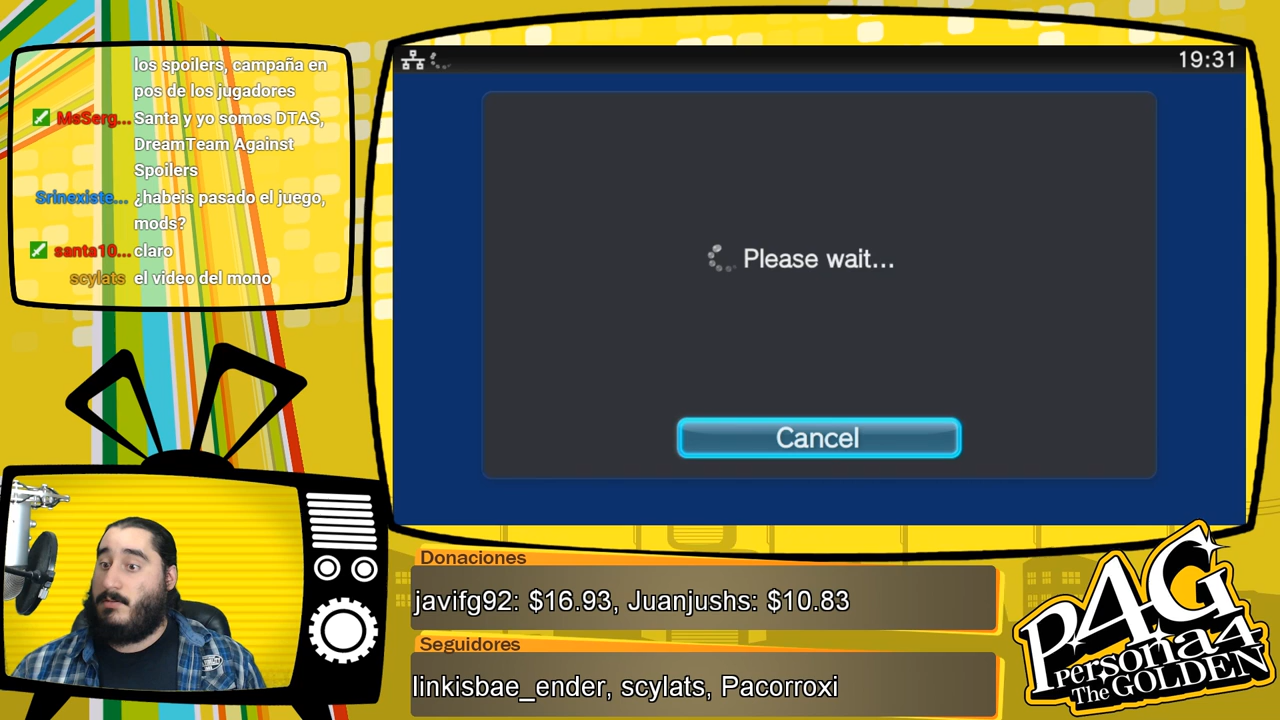 los spoilers, campaña en
pos de los jugadores
MsSerg... Santa y yo somos DTAS,
DreamTeam Against
Spoilers
Srinexiste... ¿habeis pasado el juego,
mods?
santa10... claro
scylats el video del mono
19:31
Please wait...
Cancel
Donaciones
javifg92: $16.93, Juanjushs: $10.83
Seguidores
linkisbae_ender, scylats, Pacorroxi
P4G
Persona 4
The GOLDEN